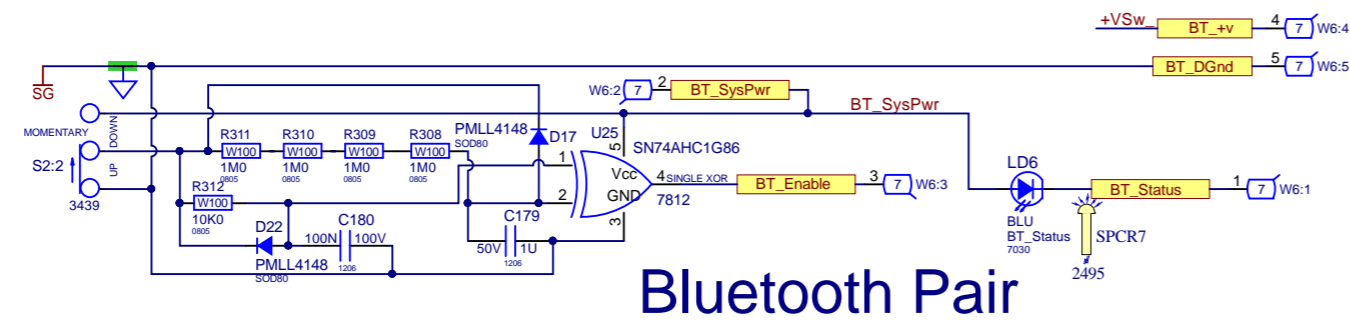 +VSw_ BT_+v 4 7 W6:4
SG BT_DGnd 5 7 W6:5
W6:2 7 2 BT_SysPwr
BT_SysPwr
MOMENTARY DOWN
S2:2 UP
3439
R311 R310 R309 R308
W100 W100 W100 W100
1M0 1M0 1M0 1M0
0805 0805 0805 0805
PMLL4148 D17
SOD80
U25
SN74AHC1G86
5
1 Vcc
2 GND
3
4 SINGLE XOR
7812
BT_Enable 3 7 W6:3
R312
W100
10K0
0805
D22
PMLL4148
SOD80
C180
100N 100V
1206
C179
50V 1U
1206
LD6
BLU
BT_Status
7030
BT_Status 1 7 W6:1
SPCR7
2495
Bluetooth Pair